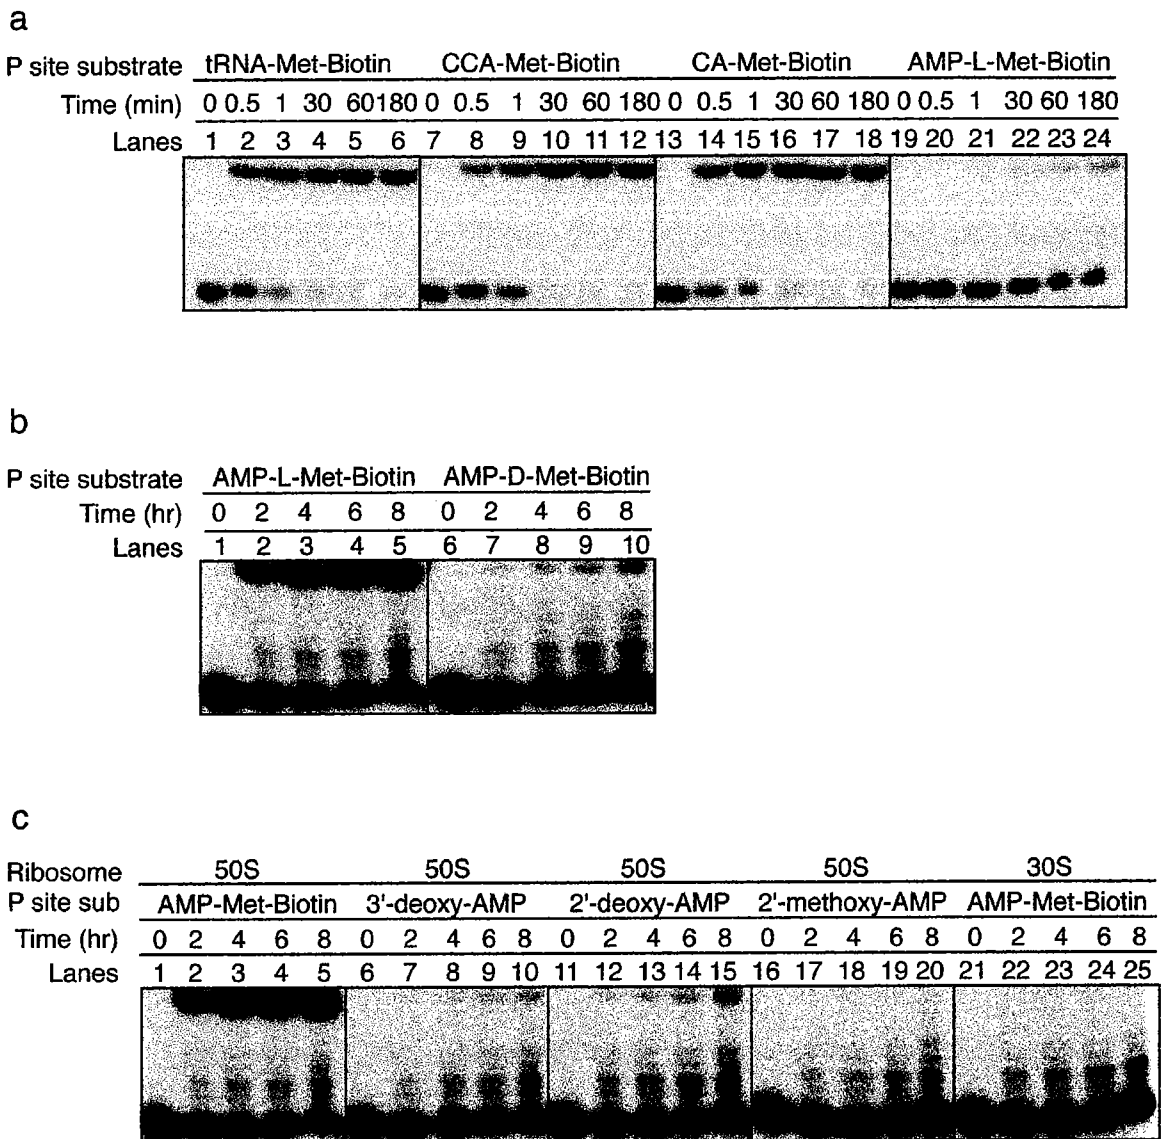 a
P site substrate tRNA-Met-Biotin CCA-Met-Biotin CA-Met-Biotin AMP-L-Met-Biotin
Time (min) 0 0.5 1 30 60 180 0 0.5 1 30 60 180 0 0.5 1 30 60 180 0 0.5 1 30 60 180
Lanes 1 2 3 4 5 6 7 8 9 10 11 12 13 14 15 16 17 18 19 20 21 22 23 24
b
P site substrate AMP-L-Met-Biotin AMP-D-Met-Biotin
Time (hr) 0 2 4 6 8 0 2 4 6 8
Lanes 1 2 3 4 5 6 7 8 9 10
c
Ribosome 50S 50S 50S 50S 30S
P site sub AMP-Met-Biotin 3'-deoxy-AMP 2'-deoxy-AMP 2'-methoxy-AMP AMP-Met-Biotin
Time (hr) 0 2 4 6 8 0 2 4 6 8 0 2 4 6 8 0 2 4 6 8 0 2 4 6 8
Lanes 1 2 3 4 5 6 7 8 9 10 11 12 13 14 15 16 17 18 19 20 21 22 23 24 25